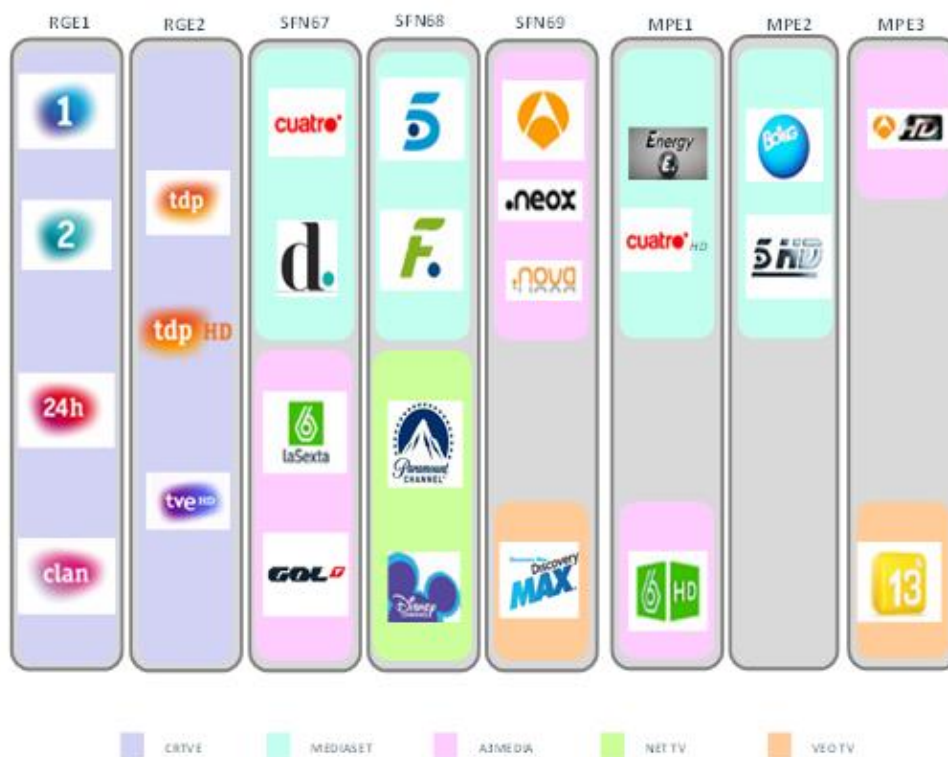 RGE1 RGE2 SFN67 SFN68 SFN69 MPE1 MPE2 MPE3
1
2
24h
clan
tdp
tdp HD
tve HD
cuatro
d.
6
laSexta
GOL T
5
F.
Paramount
CHANNEL
Disney
CHANNEL
.neox
.nova
Discovery
MAX
Energy
E.
cuatro HD
6 HD
Boing
5 HD
HD
13
CRTVE MEDIASET A3MEDIA NET TV VEO TV